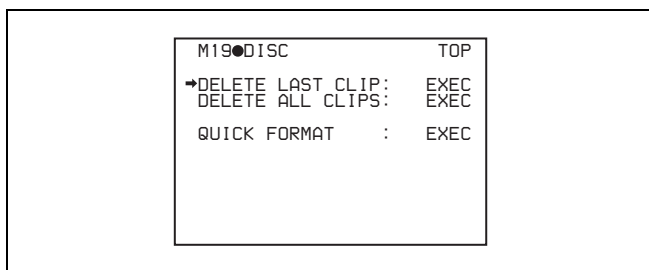 M19●DISC TOP
➡DELETE LAST CLIP: EXEC
DELETE ALL CLIPS: EXEC
QUICK FORMAT : EXEC